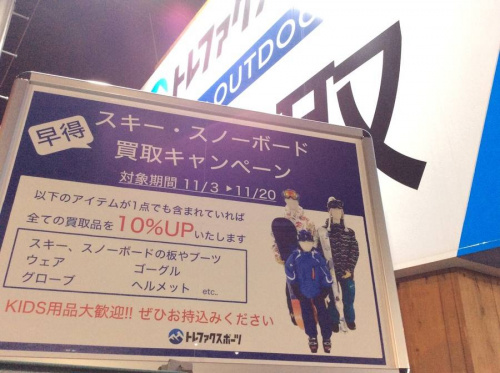 トレファクスポ
OUTDOO
取
早得
スキー・スノーボード
買取キャンペーン
対象期間 11/3 ▶11/20
以下のアイテムが1点でも含まれていれば
全ての買取品を10%UPいたします
スキー、スノーボードの板やブーツ
ウェア ゴーグル
グローブ ヘルメット etc.
KIDS用品大歓迎!! ぜひお持込みください
トレファクスポーツ